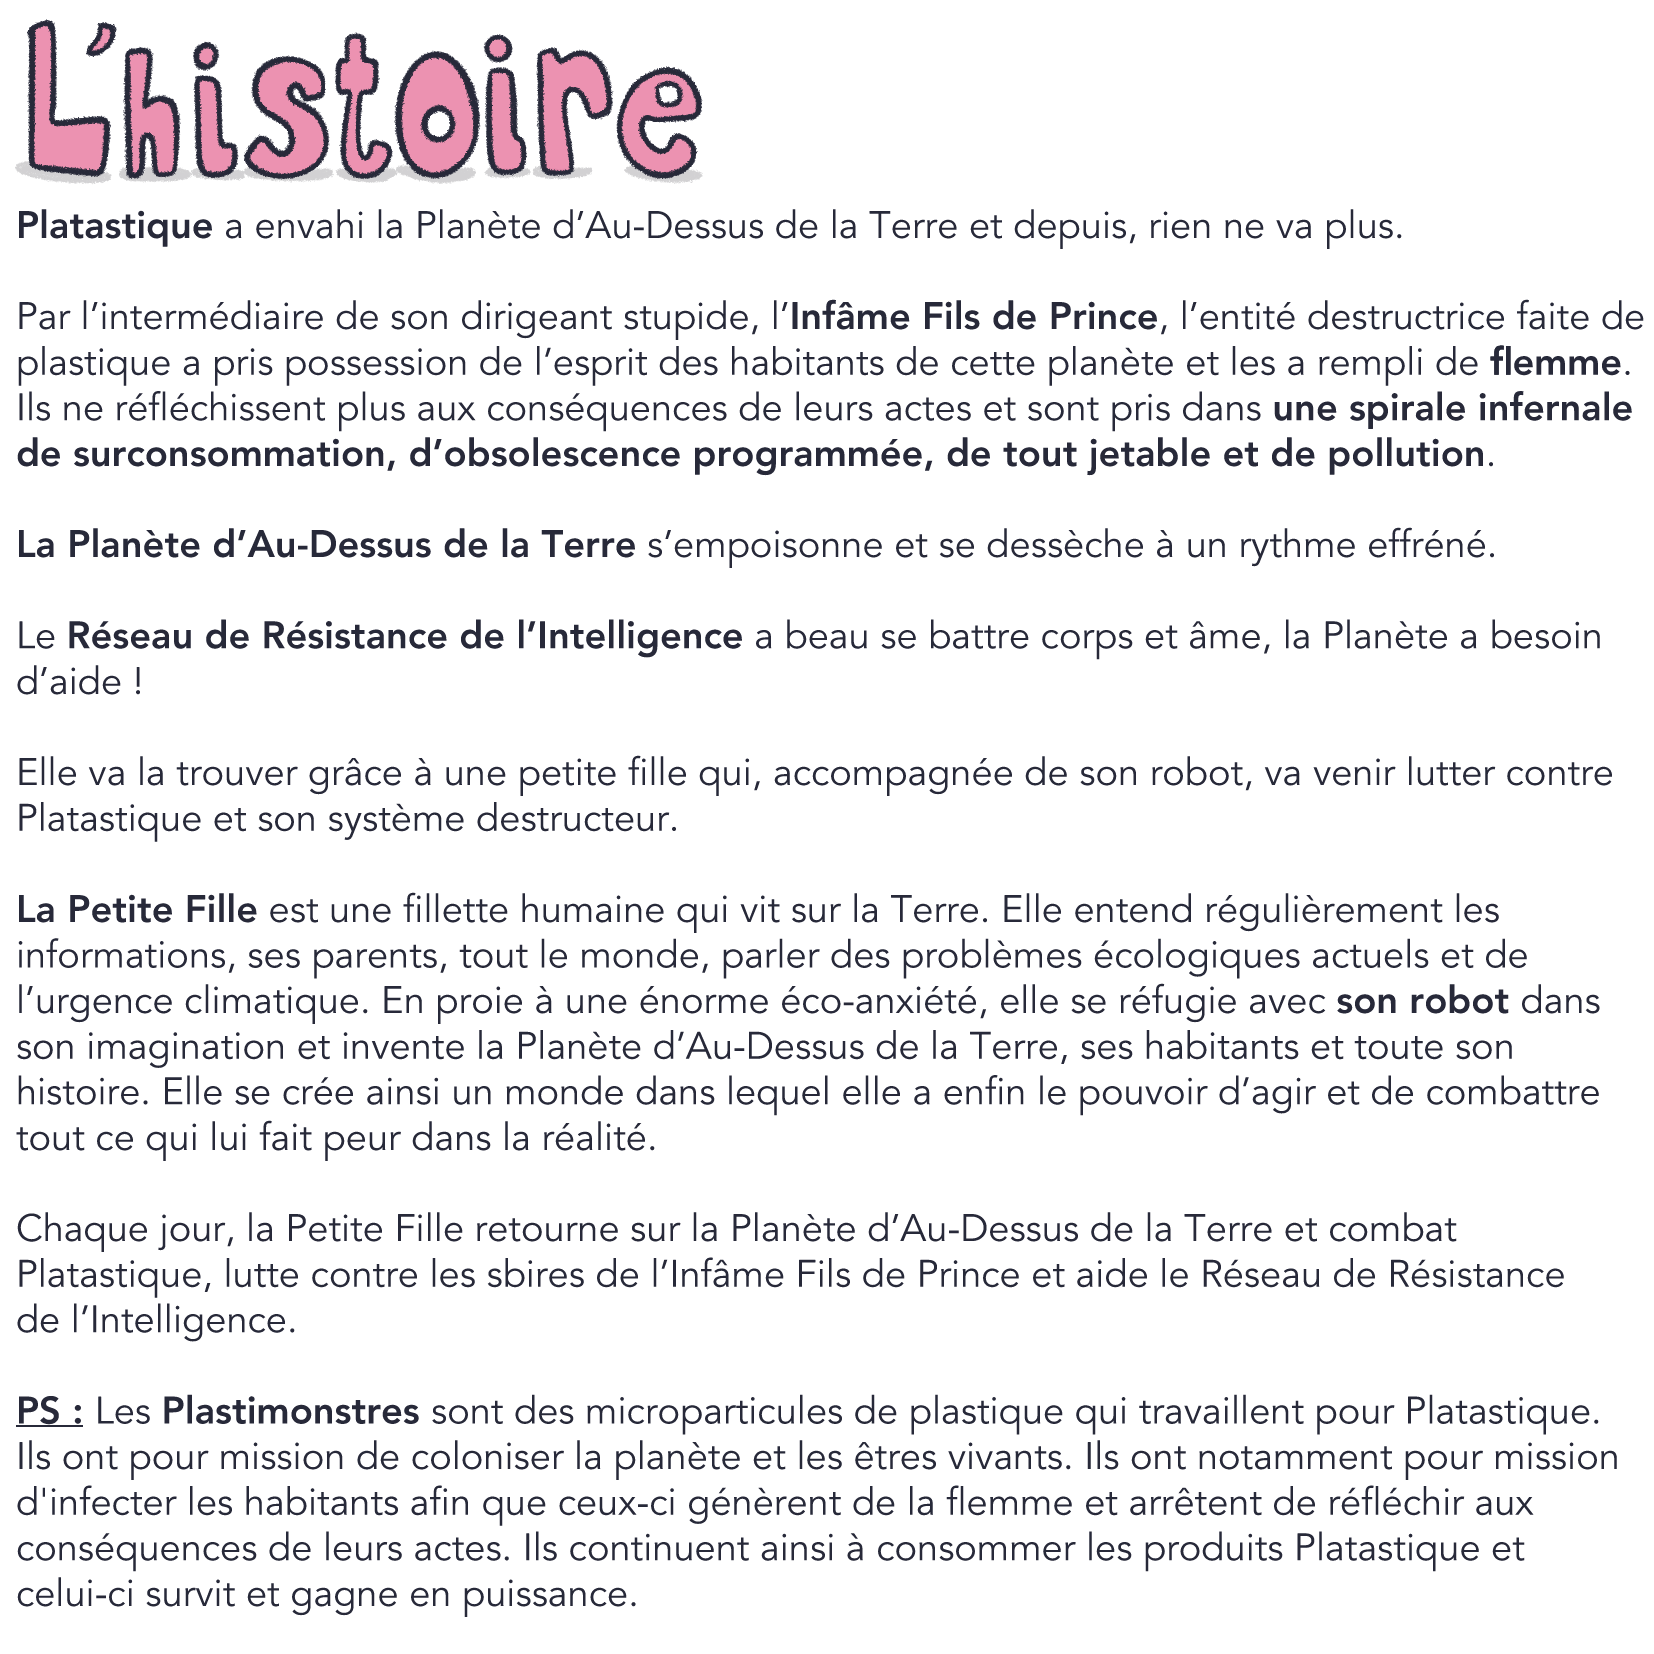 L'histoire
Platastique a envahi la Planète d’Au-Dessus de la Terre et depuis, rien ne va plus.
Par l’intermédiaire de son dirigeant stupide, l’Infâme Fils de Prince, l’entité destructrice faite de
plastique a pris possession de l’esprit des habitants de cette planète et les a rempli de flemme.
Ils ne réfléchissent plus aux conséquences de leurs actes et sont pris dans une spirale infernale
de surconsommation, d’obsolescence programmée, de tout jetable et de pollution.
La Planète d’Au-Dessus de la Terre s’empoisonne et se dessèche à un rythme effréné.
Le Réseau de Résistance de l’Intelligence a beau se battre corps et âme, la Planète a besoin
d’aide !
Elle va la trouver grâce à une petite fille qui, accompagnée de son robot, va venir lutter contre
Platastique et son système destructeur.
La Petite Fille est une fillette humaine qui vit sur la Terre. Elle entend régulièrement les
informations, ses parents, tout le monde, parler des problèmes écologiques actuels et de
l’urgence climatique. En proie à une énorme éco-anxiété, elle se réfugie avec son robot dans
son imagination et invente la Planète d’Au-Dessus de la Terre, ses habitants et toute son
histoire. Elle se crée ainsi un monde dans lequel elle a enfin le pouvoir d’agir et de combattre
tout ce qui lui fait peur dans la réalité.
Chaque jour, la Petite Fille retourne sur la Planète d’Au-Dessus de la Terre et combat
Platastique, lutte contre les sbires de l’Infâme Fils de Prince et aide le Réseau de Résistance
de l’Intelligence.
PS : Les Plastimonstres sont des microparticules de plastique qui travaillent pour Platastique.
Ils ont pour mission de coloniser la planète et les êtres vivants. Ils ont notamment pour mission
d'infecter les habitants afin que ceux-ci génèrent de la flemme et arrêtent de réfléchir aux
conséquences de leurs actes. Ils continuent ainsi à consommer les produits Platastique et
celui-ci survit et gagne en puissance.